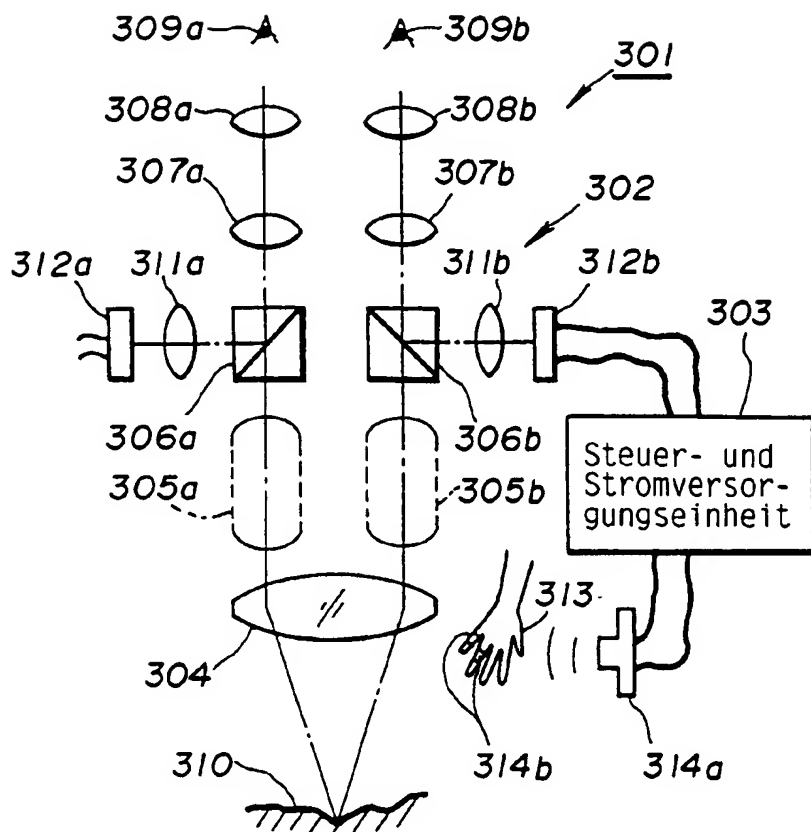 309a 309b
301
308a 308b
307a 307b
302
312a 311a 311b 312b
303
306a 306b
Steuer- und
Stromversor-
gungseinheit
305a 305b
313
304
310 314b 314a